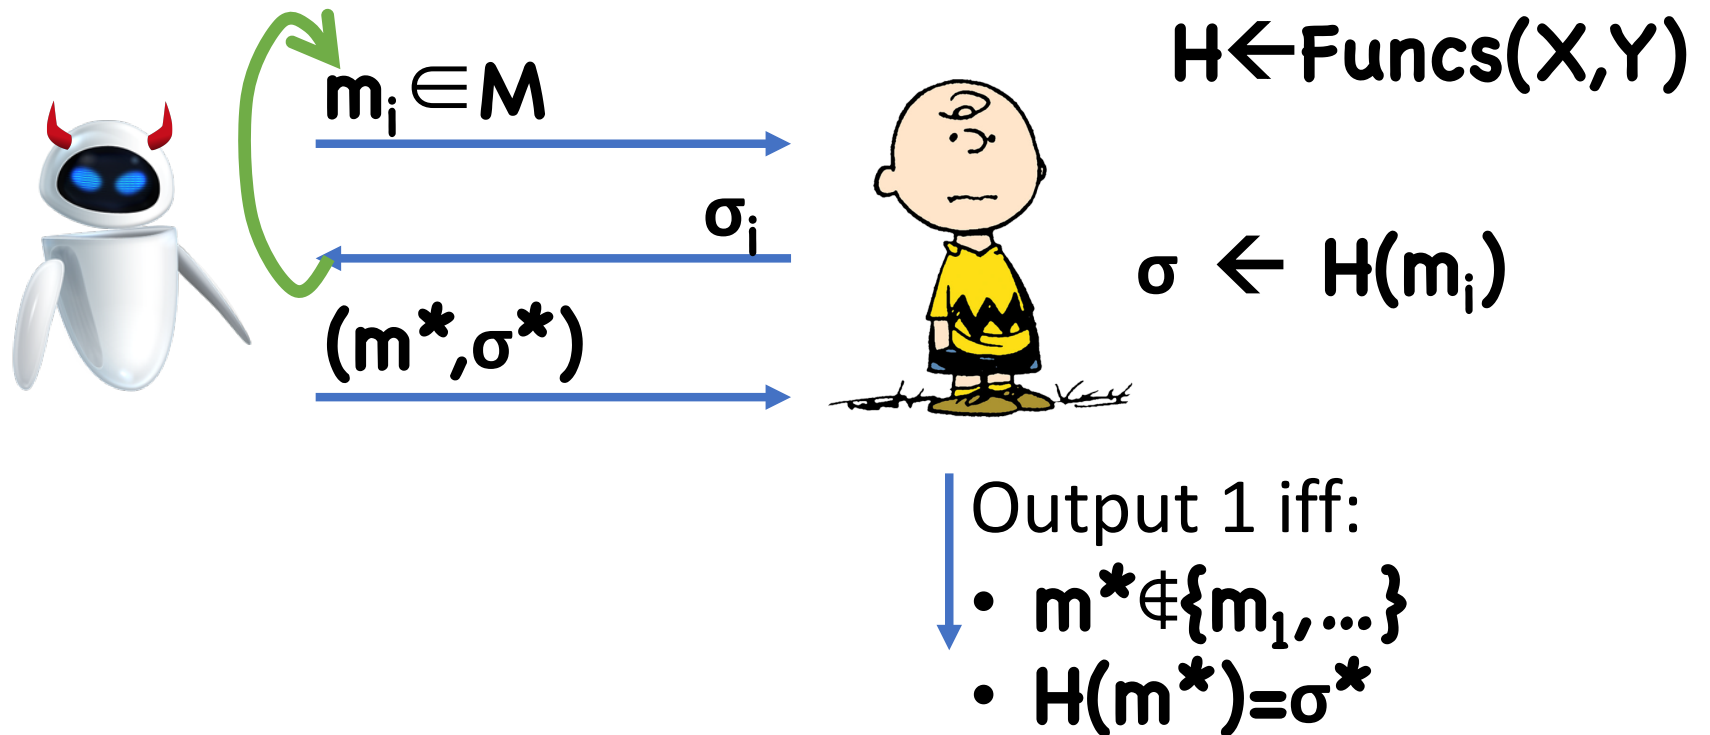 H←Funcs(X,Y)
mᵢ∈M
σᵢ
σ ← H(mᵢ)
(m*,σ*)
Output 1 iff:
• m*∉{m₁,…}
• H(m*)=σ*